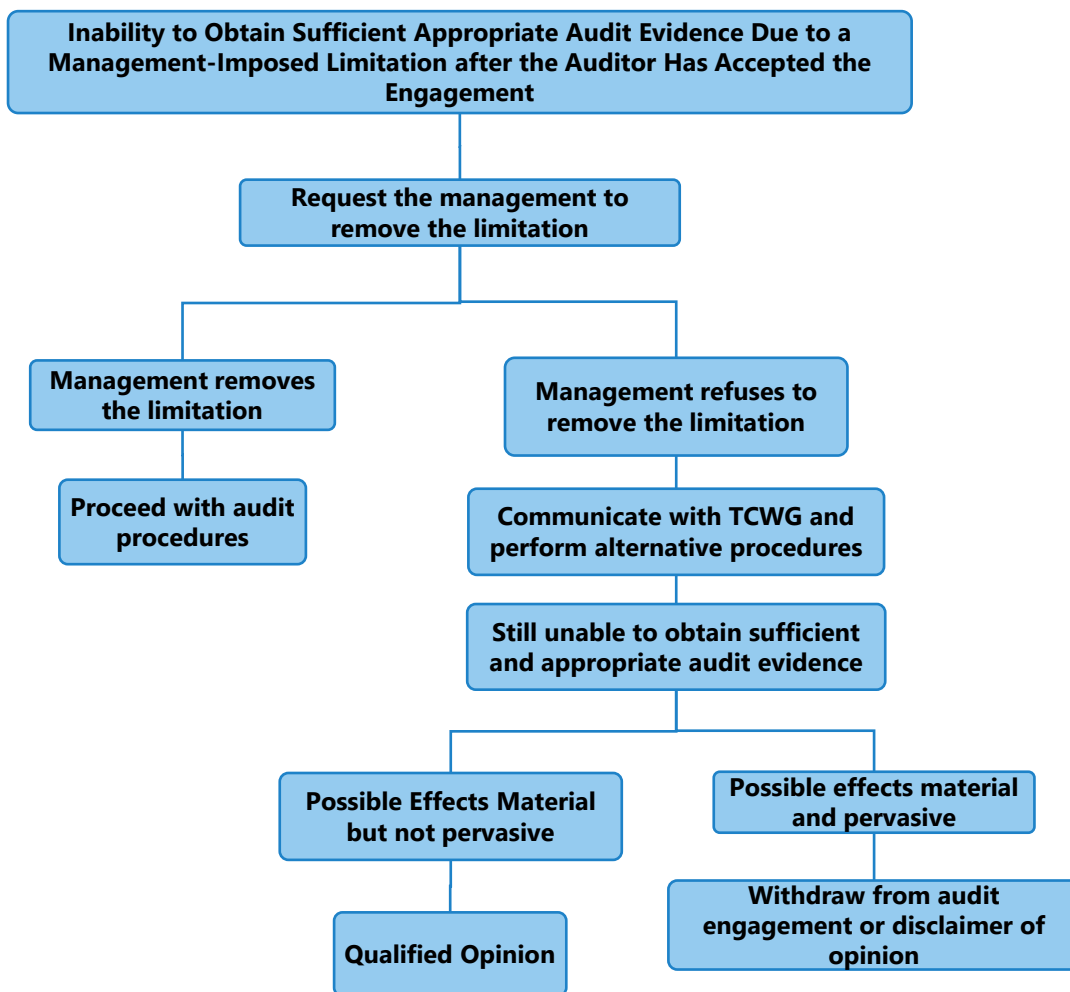 Inability to Obtain Sufficient Appropriate Audit Evidence Due to a
Management-Imposed Limitation after the Auditor Has Accepted the
Engagement
Request the management to
remove the limitation
Management removes
the limitation
Management refuses to
remove the limitation
Proceed with audit
procedures
Communicate with TCWG and
perform alternative procedures
Still unable to obtain sufficient
and appropriate audit evidence
Possible Effects Material
but not pervasive
Possible effects material
and pervasive
Qualified Opinion
Withdraw from audit
engagement or disclaimer of
opinion